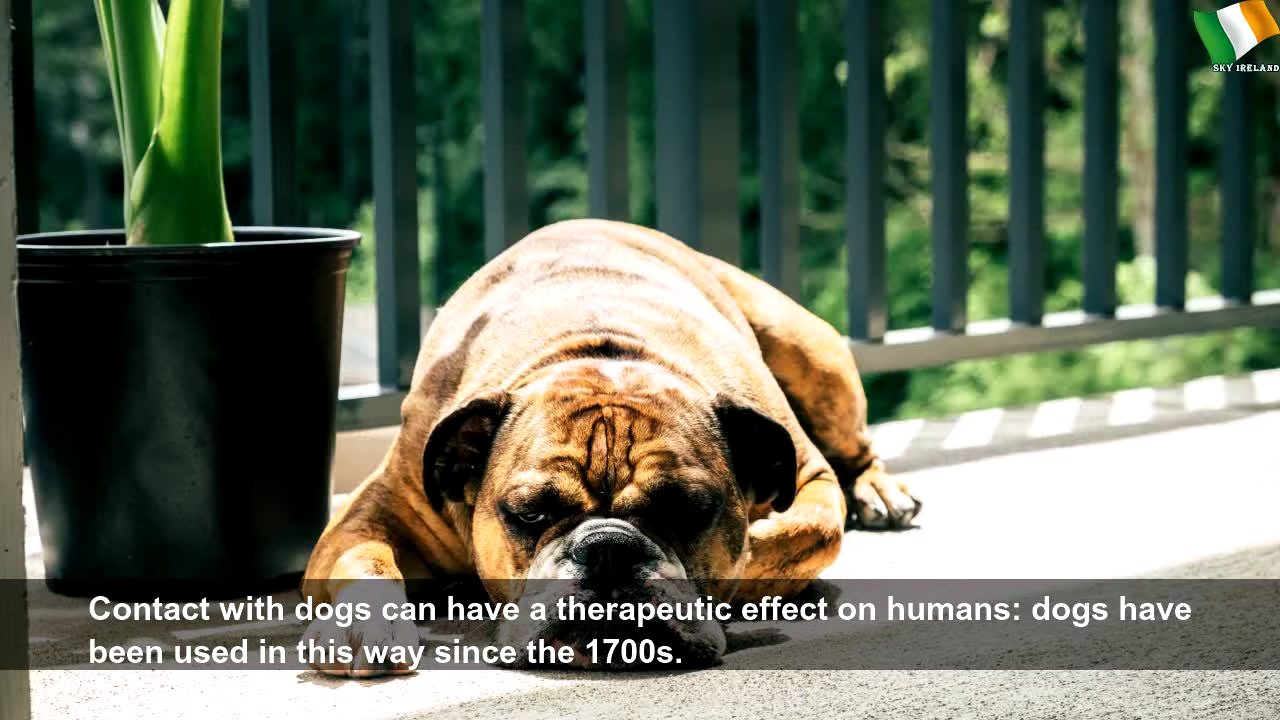 SKY IRELAND
Contact with dogs can have a therapeutic effect on humans: dogs have
been used in this way since the 1700s.